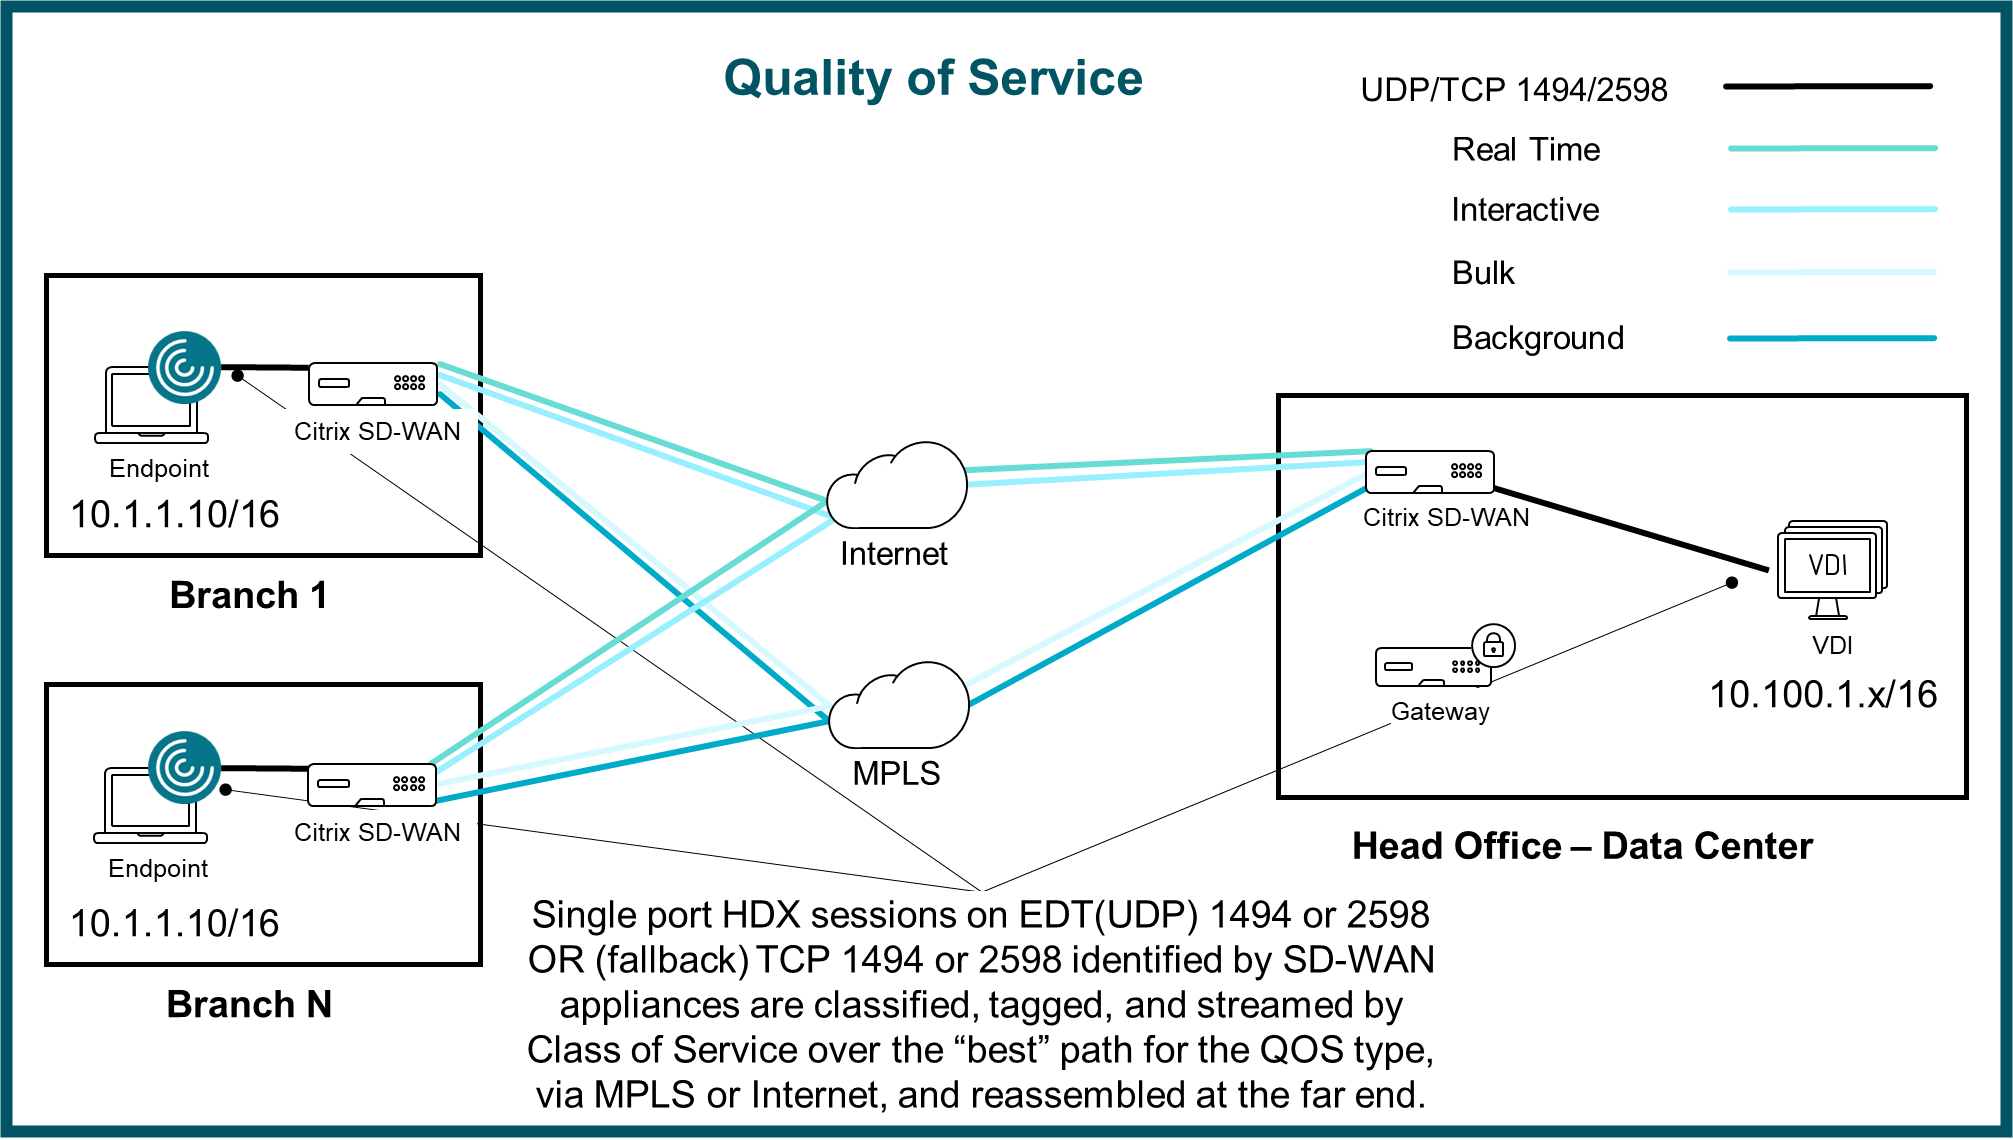 Quality of Service
UDP/TCP 1494/2598
Real Time
Interactive
Bulk
Background
Citrix SD-WAN
Endpoint
10.1.1.10/16
Branch 1
Internet
MPLS
Citrix SD-WAN
VDI
VDI
10.100.1.x/16
Gateway
Head Office – Data Center
Citrix SD-WAN
Endpoint
10.1.1.10/16
Branch N
Single port HDX sessions on EDT(UDP) 1494 or 2598
OR (fallback) TCP 1494 or 2598 identified by SD-WAN
appliances are classified, tagged, and streamed by
Class of Service over the “best” path for the QOS type,
via MPLS or Internet, and reassembled at the far end.